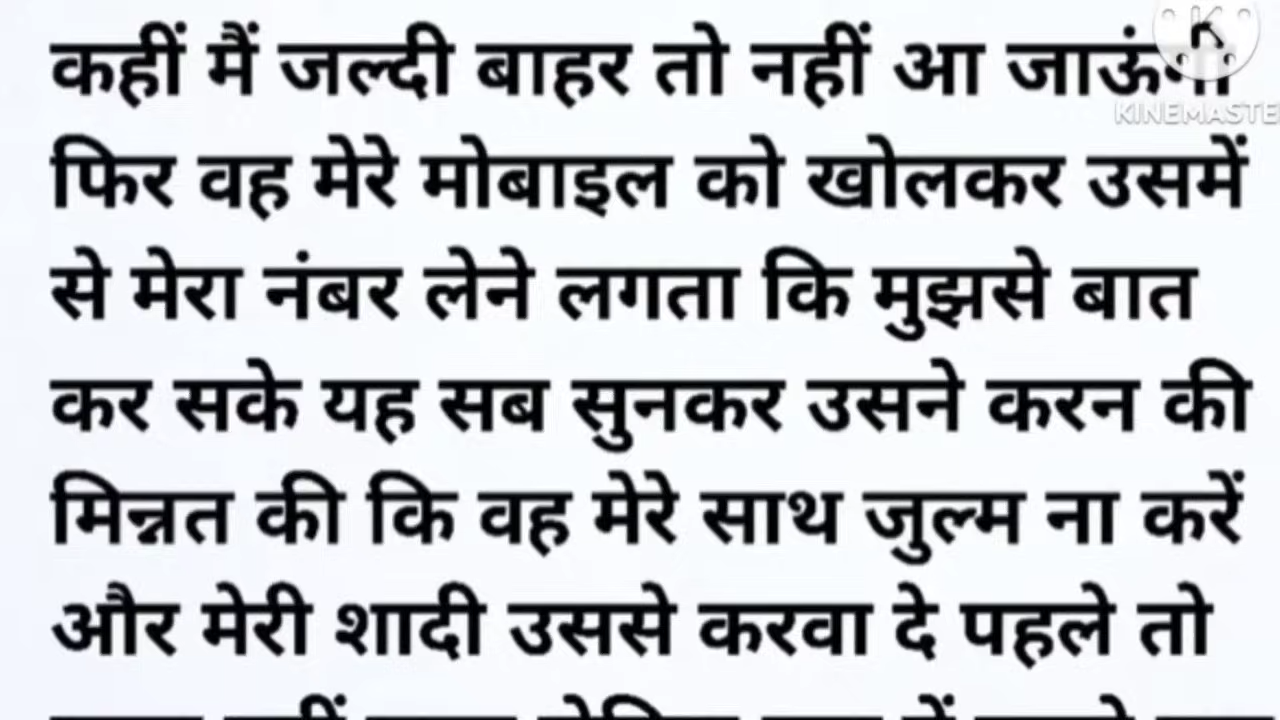 कहीं मैं जल्दी बाहर तो नहीं आ जाऊंगी
KINEMASTER
फिर वह मेरे मोबाइल को खोलकर उसमें
से मेरा नंबर लेने लगता कि मुझसे बात
कर सके यह सब सुनकर उसने करन की
मिन्नत की कि वह मेरे साथ जुल्म ना करें
और मेरी शादी उससे करवा दे पहले तो